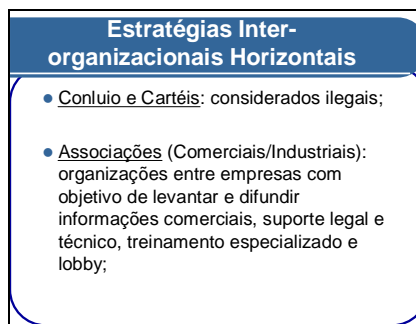 Estratégias Inter-
organizacionais Horizontais
● Conluio e Cartéis: considerados ilegais;
● Associações (Comerciais/Industriais):
organizações entre empresas com
objetivo de levantar e difundir
informações comerciais, suporte legal e
técnico, treinamento especializado e
lobby;